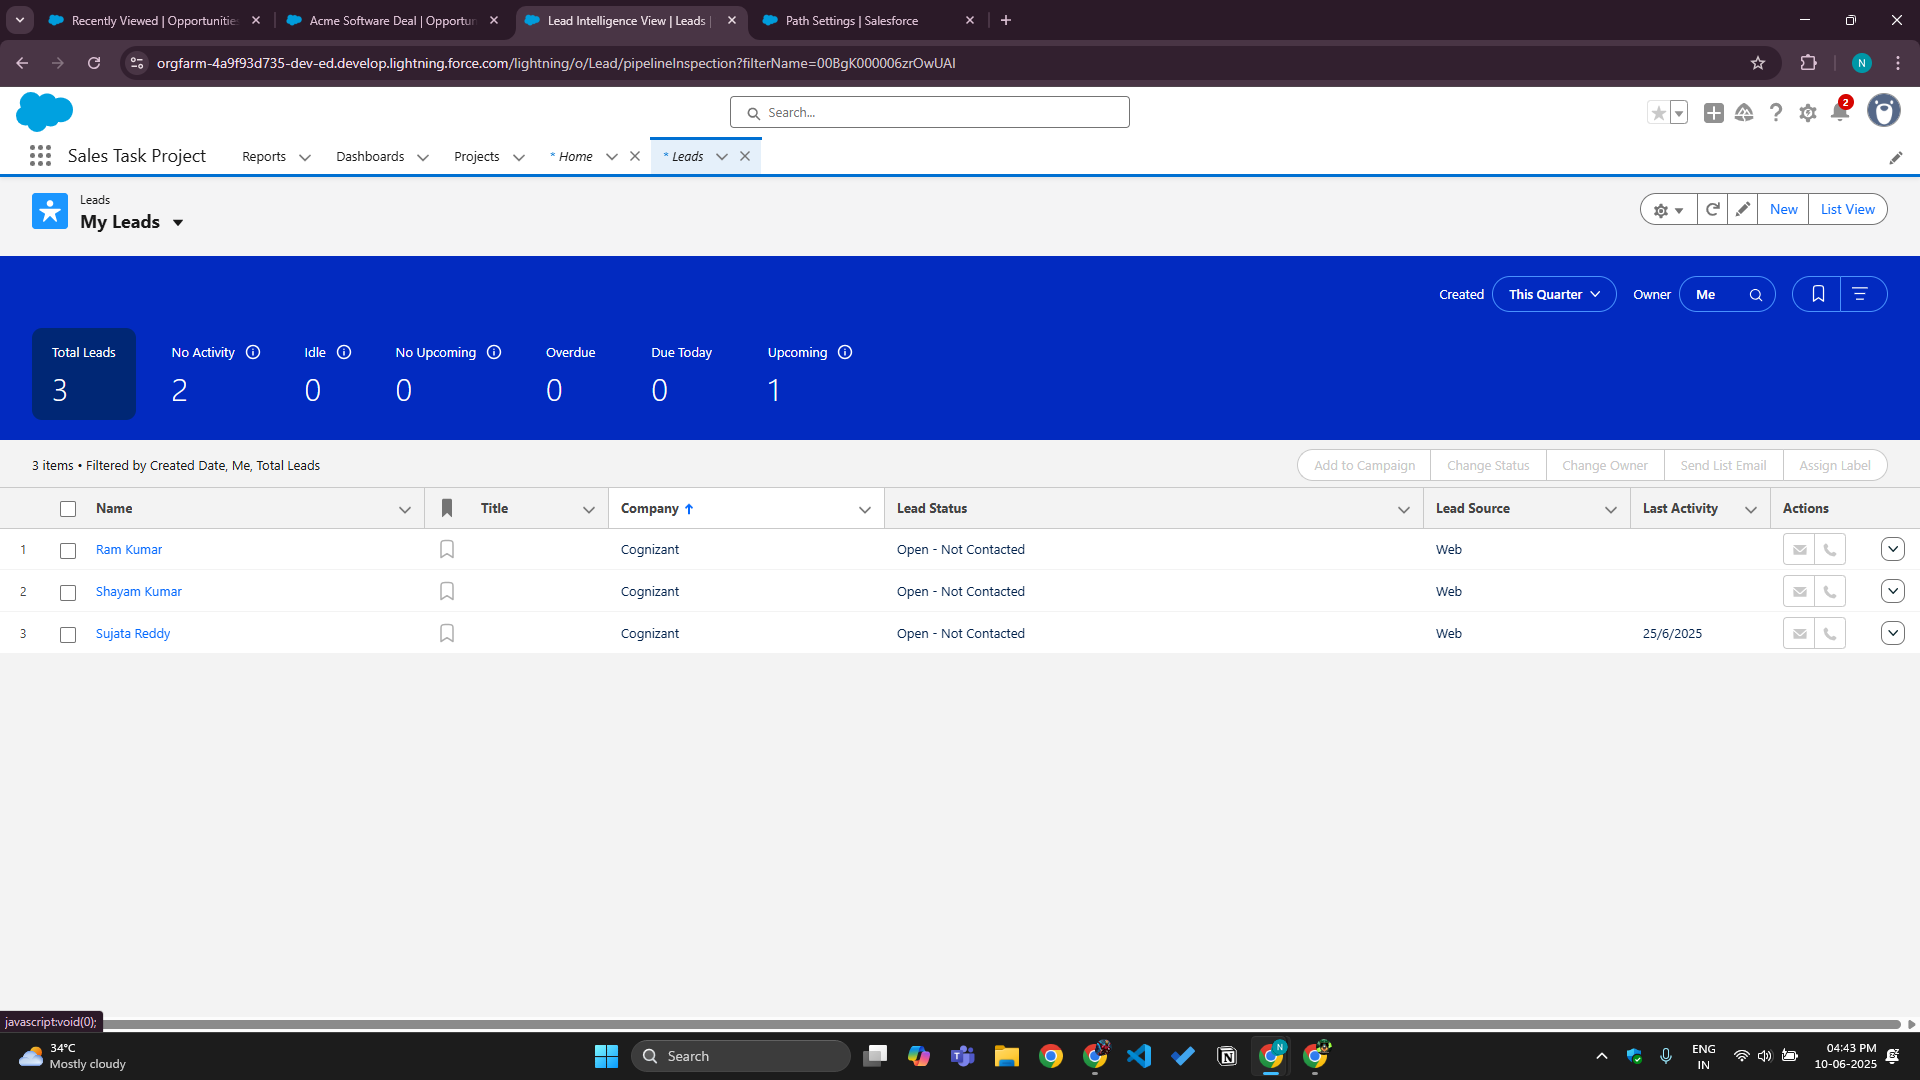 Recently Viewed | Opportunities
Acme Software Deal | Opportun
Lead Intelligence View | Leads |
Path Settings | Salesforce
orgfarm-4a9f93d735-dev-ed.develop.lightning.force.com/lightning/o/Lead/pipelineInspection?filterName=00BgK000006zrOwUAI
N
Search...
2
Sales Task Project
Reports
Dashboards
Projects
* Home
* Leads
Leads
My Leads
New
List View
Created
This Quarter
Owner
Me
Total Leads
3
No Activity
2
Idle
0
No Upcoming
0
Overdue
0
Due Today
0
Upcoming
1
3 items • Filtered by Created Date, Me, Total Leads
Add to Campaign
Change Status
Change Owner
Send List Email
Assign Label
Name
Title
Company
Lead Status
Lead Source
Last Activity
Actions
1 Ram Kumar Cognizant Open - Not Contacted Web
2 Shayam Kumar Cognizant Open - Not Contacted Web
3 Sujata Reddy Cognizant Open - Not Contacted Web 25/6/2025
javascript:void(0);
34°C
Mostly cloudy
Search
N
ENG
IN
04:43 PM
10-06-2025